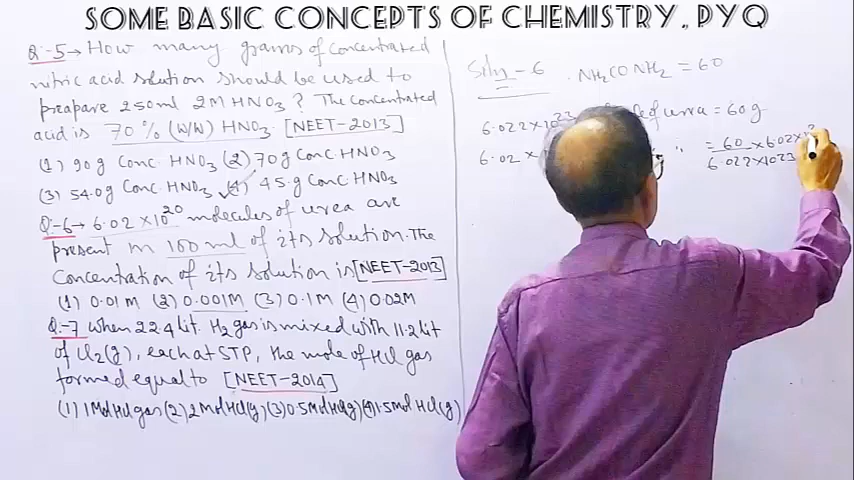 SOME BASIC CONCEPTS OF CHEMISTRY, PYQ
Q-5→ How many grams of concentrated
nitric acid solution should be used to
preapare 250ml 2M HNO3? The concentrated
acid is 70% (W/W) HNO3. [NEET-2013]
(1) 90g Conc. HNO3 (2) 70g Conc. HNO3
(3) 54.0g Conc. HNO3 (4) 45.g Conc. HNO3
Q:-6→ 6.02×10^20 molecules of urea are
present in 100 ml of its solution. The
concentration of its solution is [NEET-2013]
(1) 0.01M (2) 0.001M (3) 0.1M (4) 0.02M
Q:-7 when 22.4 lit. H2 gas is mixed with 11.2 lit
of Cl2(g), each at STP, the mole of HCl gas
formed equal to [NEET-2014]
(1) 1 Mol HCl gas (2) 2 mol HCl(g) (3) 0.5 Mol HCl(g) (4) 1.5 mol HCl(g)
Soln-6 NH2CONH2 = 60
6.022×10^23 of urea = 60g
6.02× " = 60 × 6.02×
6.022×10^23